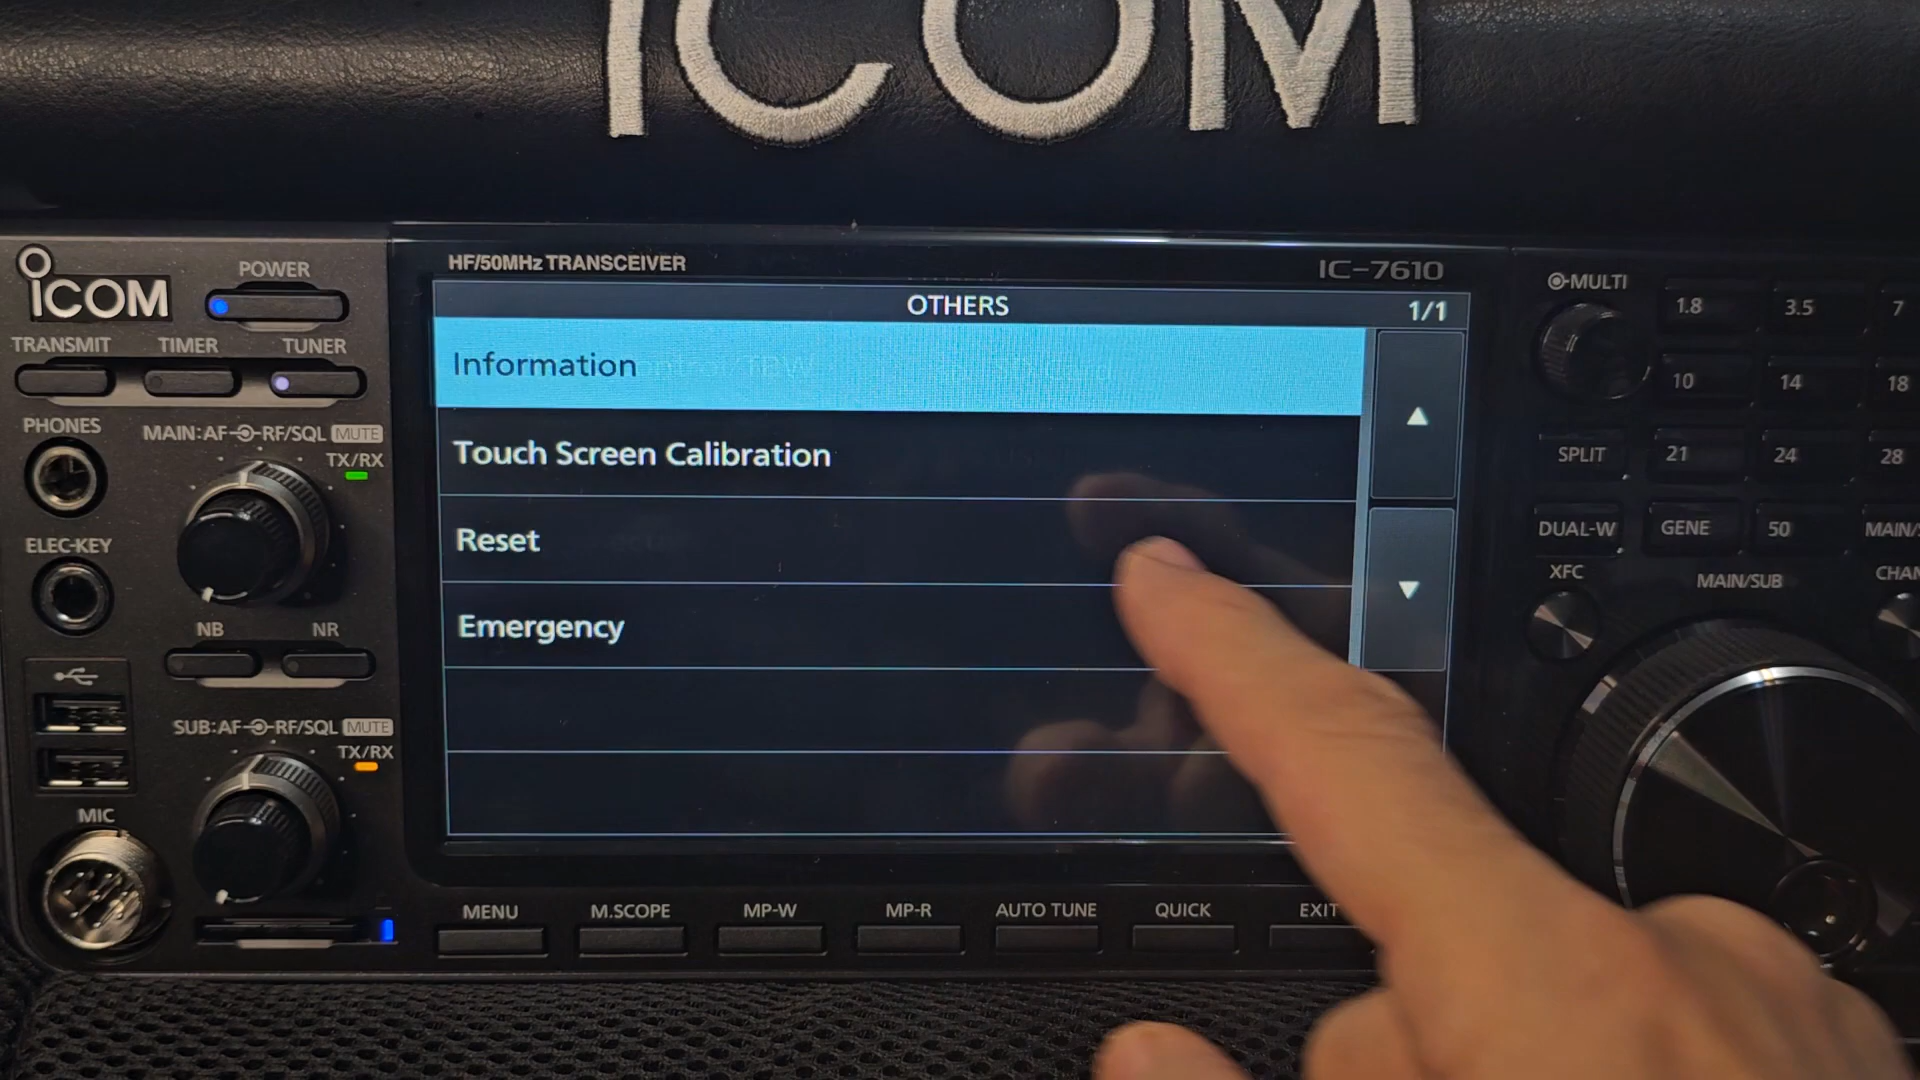 ICOM
HF/50MHz TRANSCEIVER
IC-7610
ICOM
POWER
TRANSMIT
TIMER
TUNER
PHONES
MAIN:AF RF/SQL MUTE
TX/RX
ELEC-KEY
NB
NR
SUB:AF RF/SQL MUTE
TX/RX
MIC
OTHERS
1/1
Information
Touch Screen Calibration
Reset
Emergency
▲
▼
MENU
M.SCOPE
MP-W
MP-R
AUTO TUNE
QUICK
EXIT
MULTI
1.8
3.5
7
10
14
18
SPLIT
21
24
28
DUAL-W
GENE
50
MAIN/
XFC
MAIN/SUB
CHAN